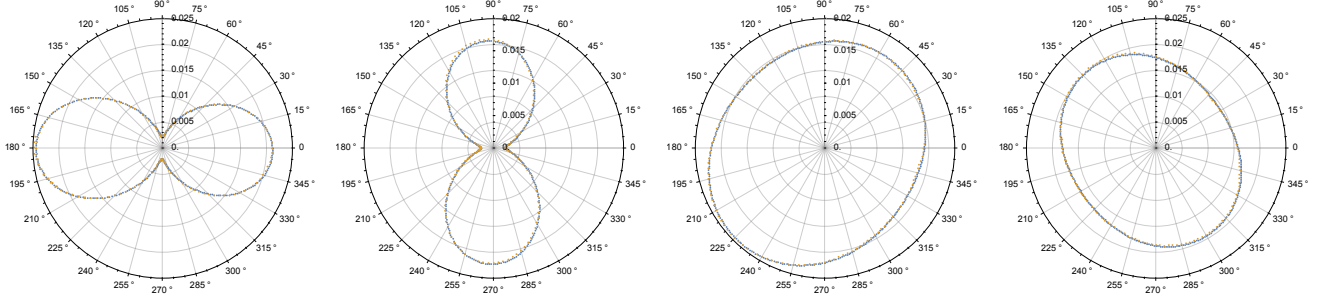 90 °
105 ° 0.025 75 °
120 ° 60 °
0.02
135 ° 45 °
0.015
150 ° 30 °
0.01
165 ° 15 °
0.005
180 ° 0. 0
195 ° 345 °
210 ° 330 °
225 ° 315 °
240 ° 300 °
255 ° 285 °
270 °
90 °
105 ° 0.02 75 °
120 ° 60 °
135 ° 0.015 45 °
150 ° 0.01 30 °
165 ° 0.005 15 °
180 ° 0. 0
195 ° 345 °
210 ° 330 °
225 ° 315 °
240 ° 300 °
255 ° 285 °
270 °
90 °
105 ° 0.02 75 °
120 ° 60 °
135 ° 0.015 45 °
150 ° 0.01 30 °
165 ° 0.005 15 °
180 ° 0. 0
195 ° 345 °
210 ° 330 °
225 ° 315 °
240 ° 300 °
255 ° 285 °
270 °
90 °
105 ° 0.025 75 °
120 ° 60 °
0.02
135 ° 45 °
0.015
150 ° 30 °
0.01
165 ° 15 °
0.005
180 ° 0. 0
195 ° 345 °
210 ° 330 °
225 ° 315 °
240 ° 300 °
255 ° 285 °
270 °